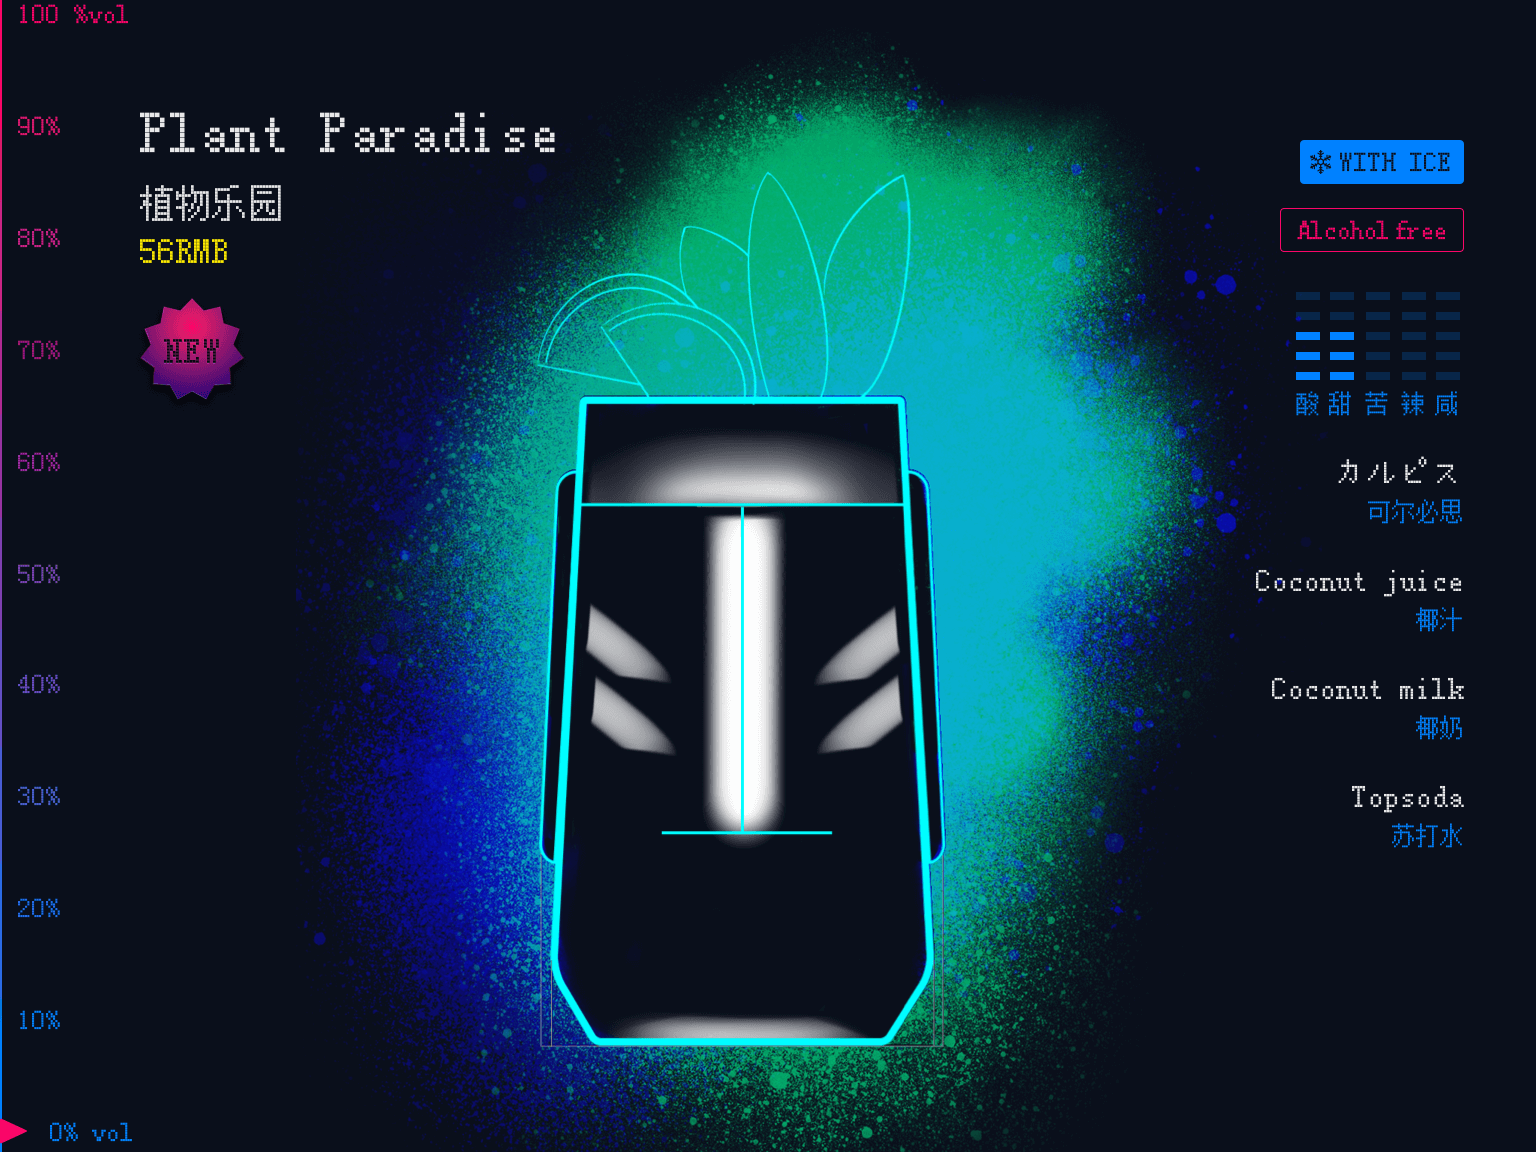 100 %vol
90%
80%
70%
60%
50%
40%
30%
20%
10%
0% vol
Plant Paradise
植物乐园
56RMB
NEW
WITH ICE
Alcohol free
酸 甜 苦 辣 咸
カルピス
可尔必思
Coconut juice
椰汁
Coconut milk
椰奶
Topsoda
苏打水